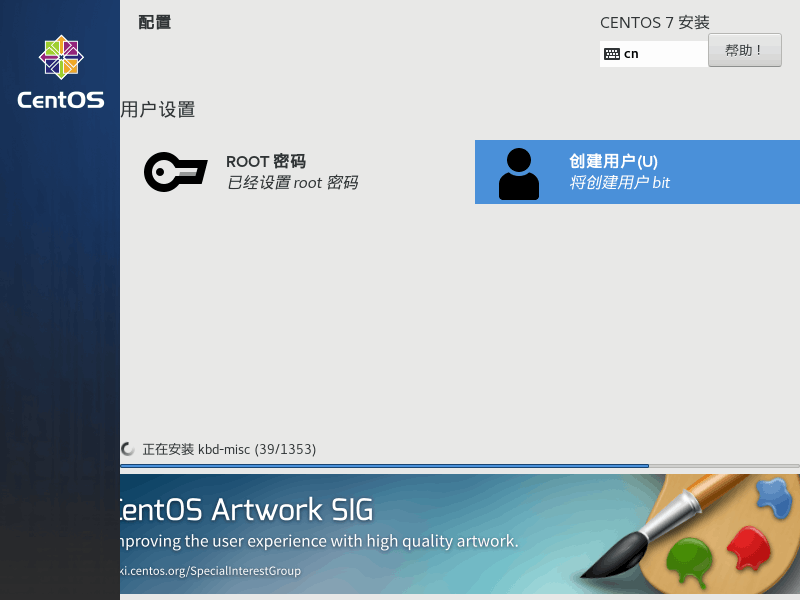 配置
CENTOS 7 安装
cn
帮助！
CentOS
用户设置
ROOT 密码
已经设置 root 密码
创建用户(U)
将创建用户 bit
正在安装 kbd-misc (39/1353)
CentOS Artwork SIG
mproving the user experience with high quality artwork.
ki.centos.org/SpecialInterestGroup